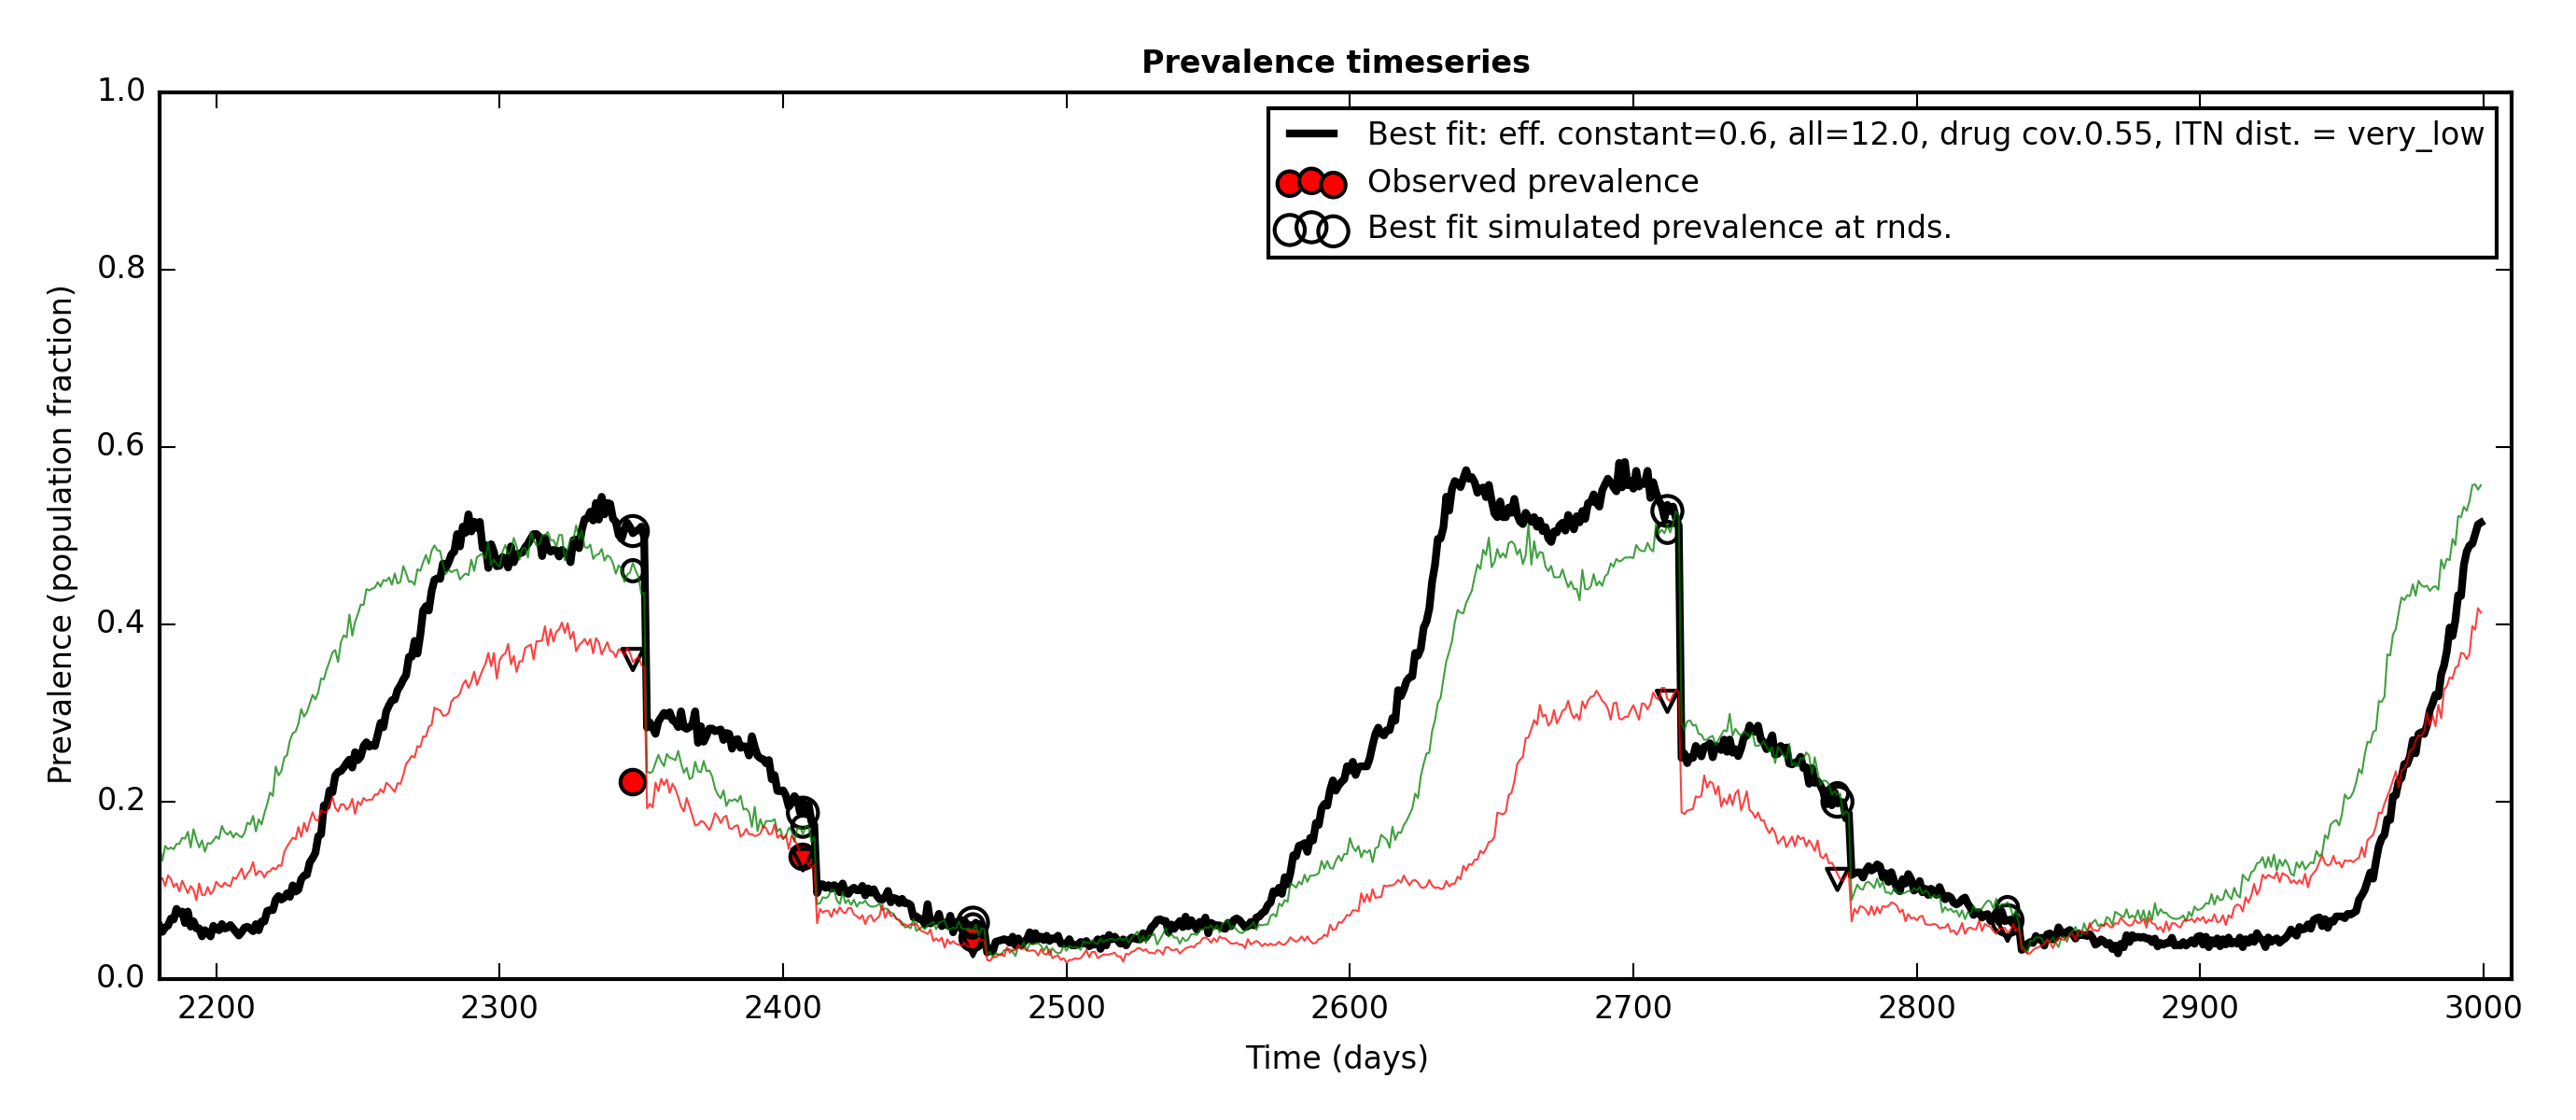 Prevalence timeseries
Best fit: eff. constant=0.6, all=12.0, drug cov.0.55, ITN dist. = very_low
Observed prevalence
Best fit simulated prevalence at rnds.
Prevalence (population fraction)
1.0
0.8
0.6
0.4
0.2
0.0
2200 2300 2400 2500 2600 2700 2800 2900 3000
Time (days)